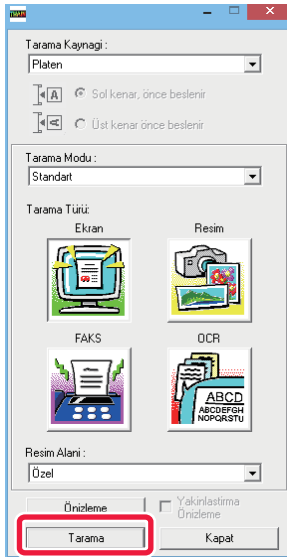 Tarama Kaynagi :
Platen
A
Sol kenar, önce beslenir
A
Üst kenar önce beslenir
Tarama Modu :
Standart
Tarama Türü:
Ekran
Resim
FAKS
OCR
ABCD
ABCDEFGH
NOPQRSTU
Resim Alani :
Özel
Önizleme
Yakinlastirma
Önizleme
Tarama
Kapat